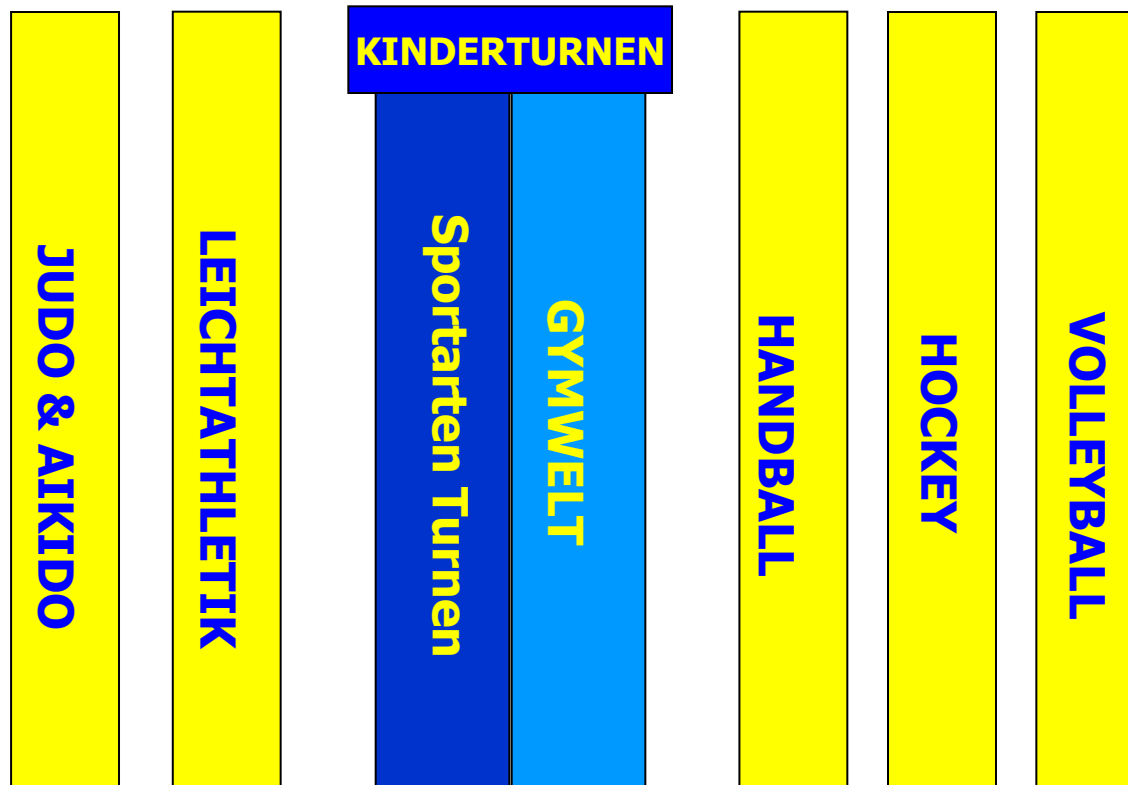 KINDERTURNEN
JUDO & AIKIDO
LEICHTATHLETIK
Sportarten Turnen
GYMWELT
HANDBALL
HOCKEY
VOLLEYBALL